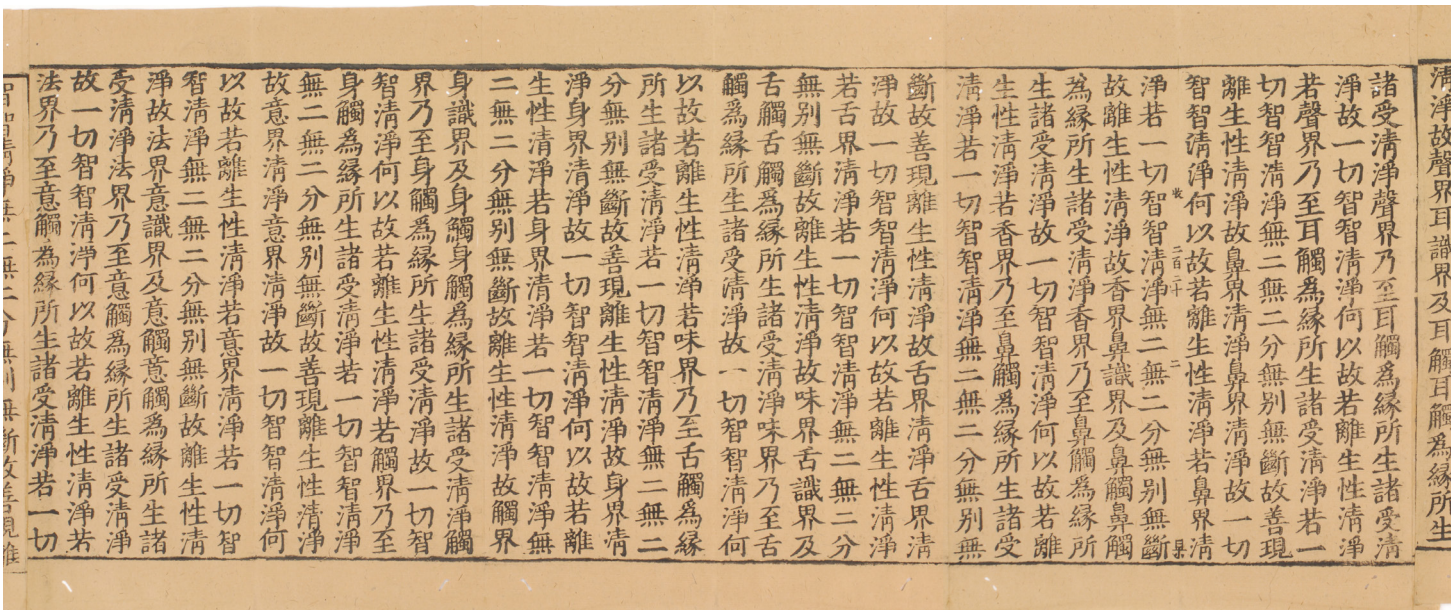 清淨故聲界耳識界及耳觸耳觸為緣所生
諸受清淨聲界乃至耳觸為緣所生諸受清
淨故一切智智清淨何以故若離生性清淨
若聲界乃至耳觸為緣所生諸受清淨若一
切智智清淨無二無二分無別無斷故善現
離生性清淨故鼻界清淨鼻界清淨故一切
智智清淨何以故若離生性清淨若鼻界清
收 二百二十 二 果
淨若一切智智清淨無二無二分無別無斷
故離生性清淨故香界鼻識界及鼻觸鼻觸
為緣所生諸受清淨香界乃至鼻觸為緣所
生諸受清淨故一切智智清淨何以故若離
生性清淨若香界乃至鼻觸為緣所生諸受
清淨若一切智智清淨無二無二分無別無
斷故善現離生性清淨故舌界清淨舌界清
淨故一切智智清淨何以故若離生性清淨
若舌界清淨若一切智智清淨無二無二分
無別無斷故離生性清淨故味界舌識界及
舌觸舌觸為緣所生諸受清淨味界乃至舌
觸為緣所生諸受清淨故一切智智清淨何
以故若離生性清淨若味界乃至舌觸為緣
所生諸受清淨若一切智智清淨無二無二
分無別無斷故善現離生性清淨故身界清
淨身界清淨故一切智智清淨何以故若離
生性清淨若身界清淨若一切智智清淨無
二無二分無別無斷故離生性清淨故觸界
身識界及身觸身觸為緣所生諸受清淨觸
界乃至身觸為緣所生諸受清淨故一切智
智清淨何以故若離生性清淨若觸界乃至
身觸為緣所生諸受清淨若一切智智清淨
無二無二分無別無斷故善現離生性清淨
故意界清淨意界清淨故一切智智清淨何
以故若離生性清淨若意界清淨若一切智
智清淨無二無二分無別無斷故離生性清
淨故法界意識界及意觸意觸為緣所生諸
受清淨法界乃至意觸為緣所生諸受清淨
故一切智智清淨何以故若離生性清淨若
法界乃至意觸為緣所生諸受清淨若一切
智智清淨無二無二分無別無斷故善現離